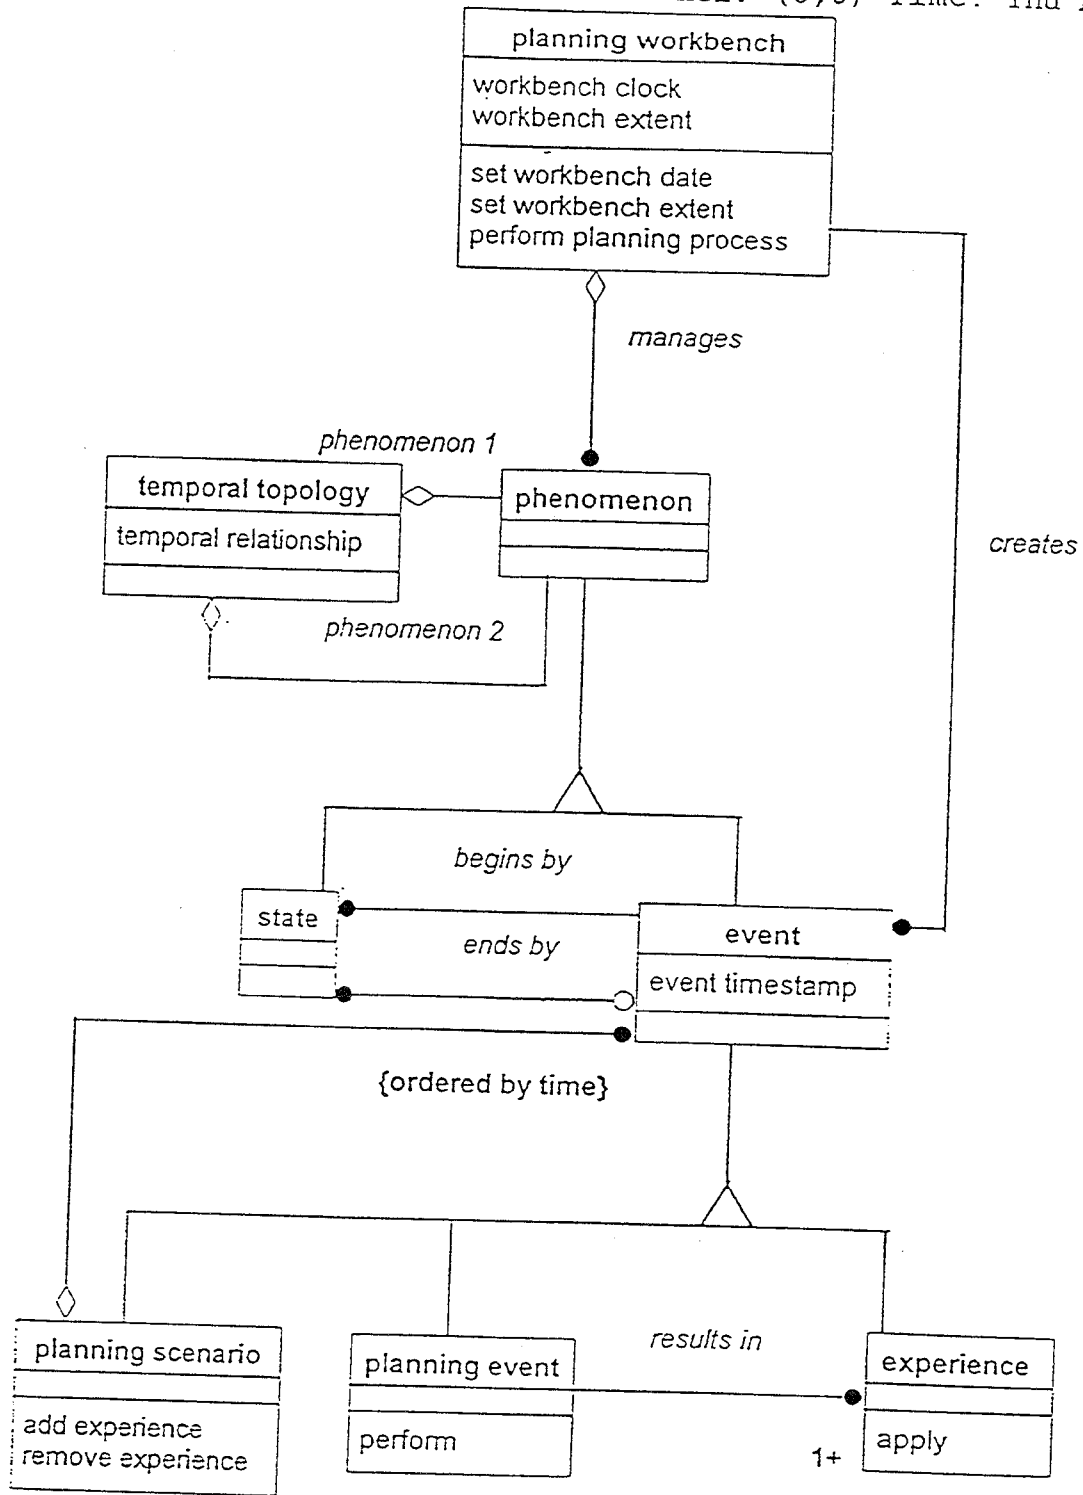 planning workbench
workbench clock
workbench extent
set workbench date
set workbench extent
perform planning process
manages
phenomenon 1
temporal topology
phenomenon
temporal relationship
creates
phenomenon 2
begins by
state
event
ends by
event timestamp
{ordered by time}
results in
planning scenario
planning event
experience
add experience
remove experience
perform
apply
1+